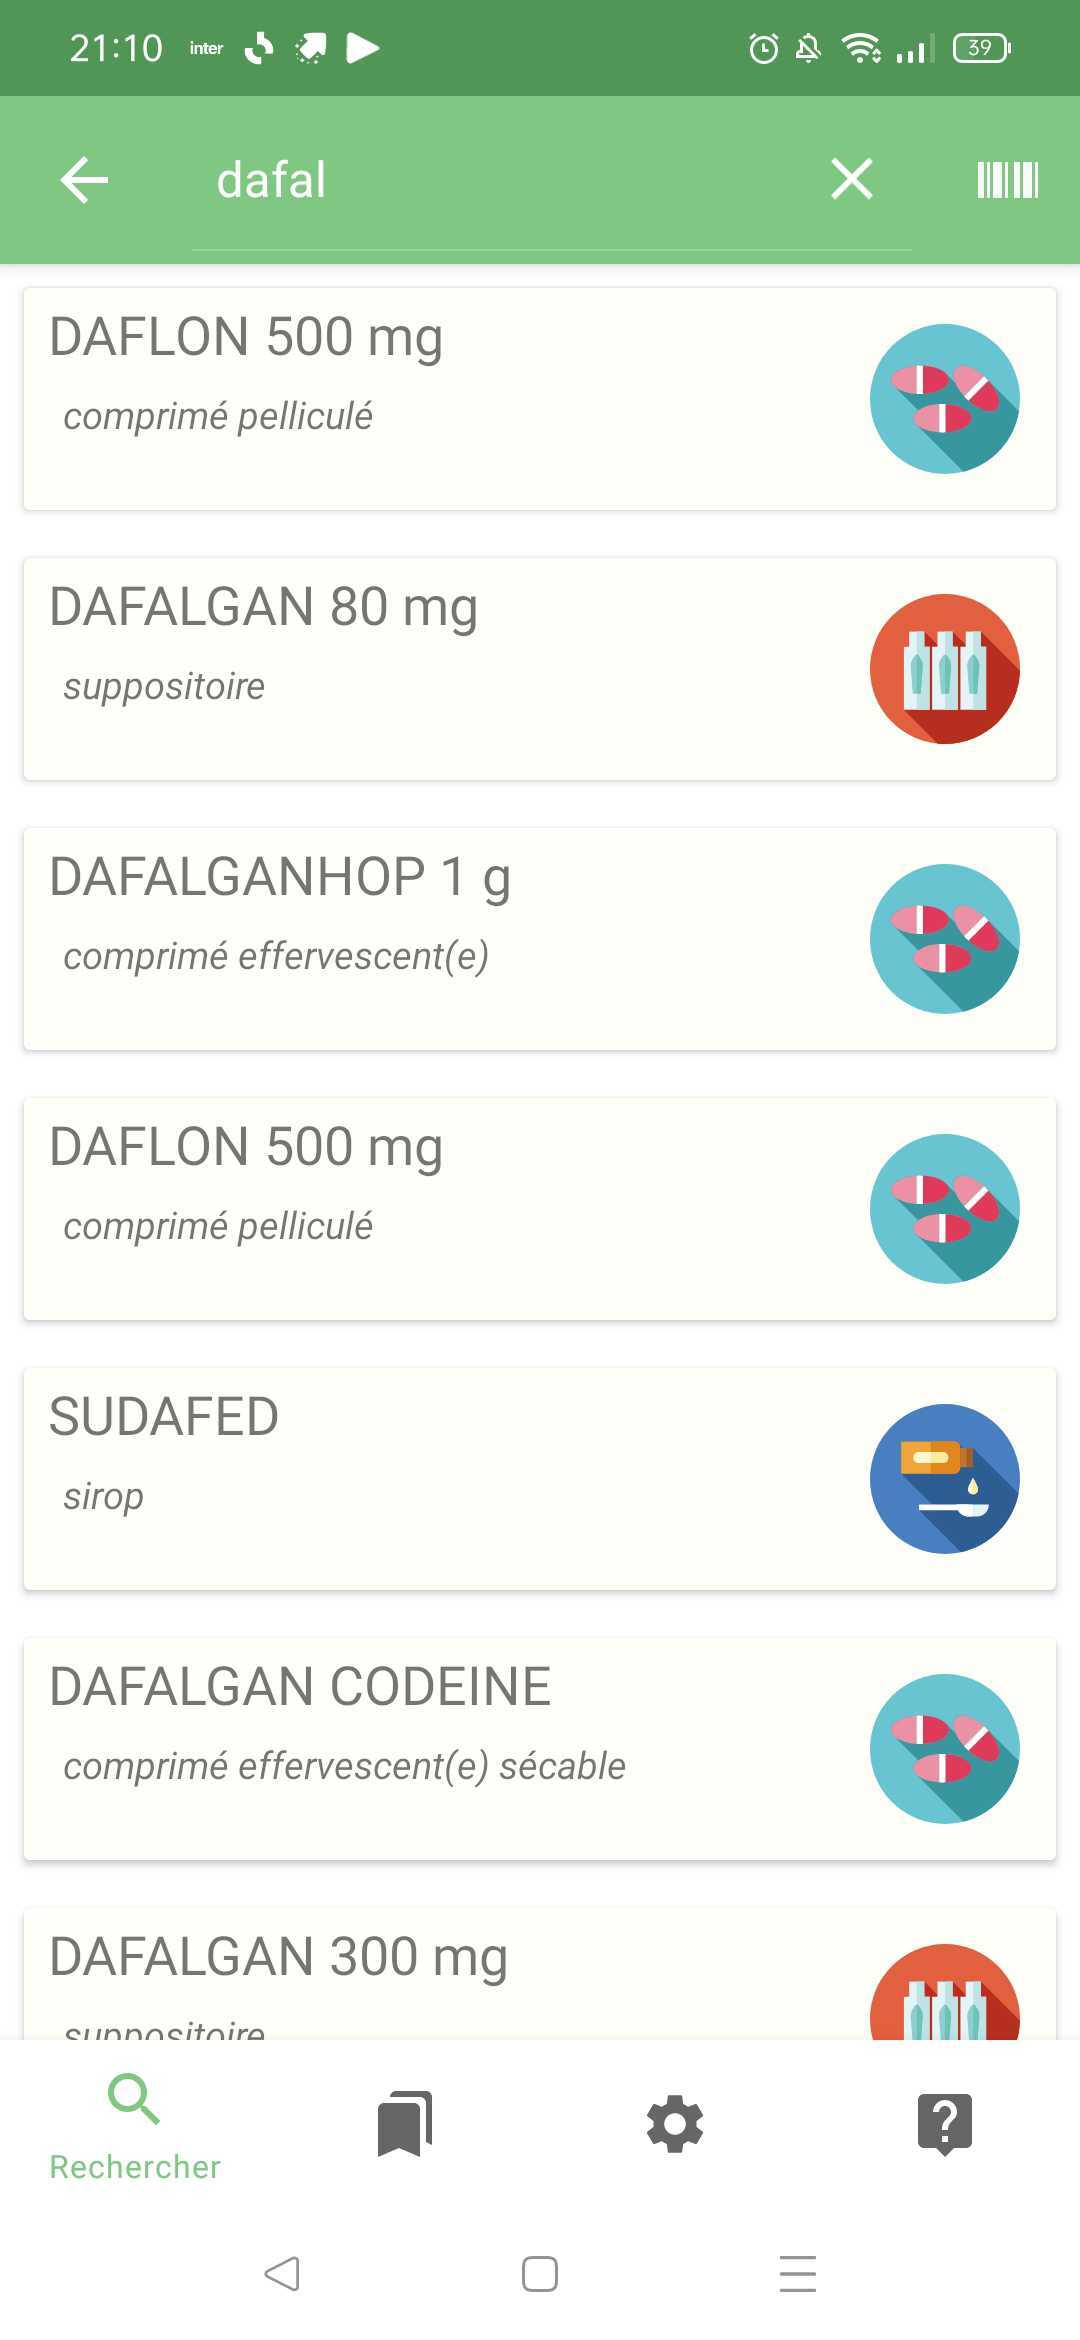 21:10 inter 39
dafal
DAFLON 500 mg
comprimé pelliculé
DAFALGAN 80 mg
suppositoire
DAFALGANHOP 1 g
comprimé effervescent(e)
DAFLON 500 mg
comprimé pelliculé
SUDAFED
sirop
DAFALGAN CODEINE
comprimé effervescent(e) sécable
DAFALGAN 300 mg
suppositoire
Rechercher